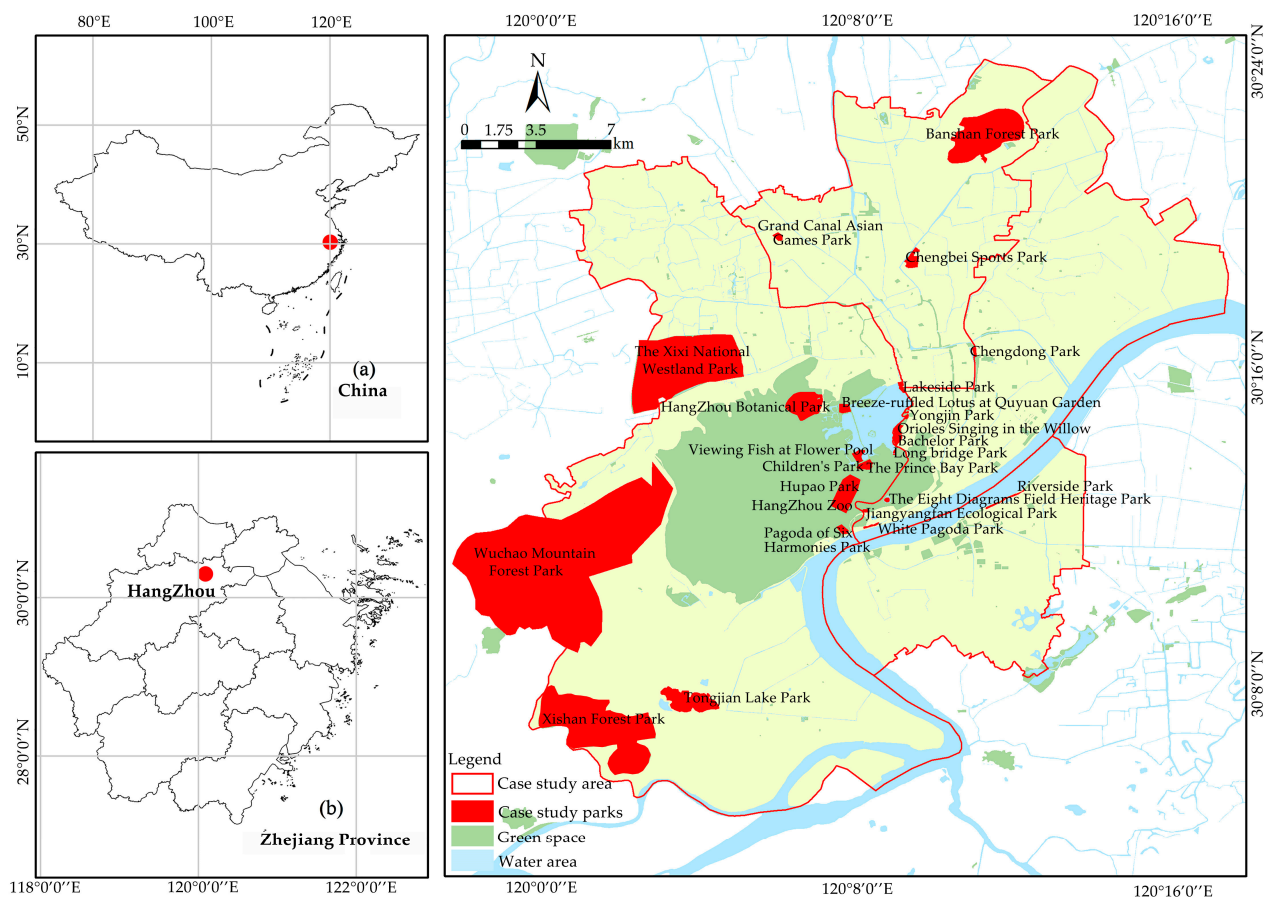 80°E 100°E 120°E
50°N
30°N
10°N
(a)
China
HangZhou
30°0′0″N
28°0′0″N
(b)
Źhejiang Province
118°0′0″E 120°0′0″E 122°0′0″E
120°0′0″N 120°8′0″N 120°16′0″N
N
0 1.75 3.5 7
km
Banshan Forest Park
Grand Canal Asian
Games Park
Chengbei Sports Park
The Xixi National
Westland Park
Chengdong Park
Lakeside Park
HangZhou Botanical Park
Breeze-ruffled Lotus at Quyuan Garden
Yongjin Park
Orioles Singing in the Willow
Bachelor Park
Viewing Fish at Flower Pool
Long bridge Park
Children's Park
The Prince Bay Park
Hupao Park
Riverside Park
HangZhou Zoo
The Eight Diagrams Field Heritage Park
Jiangyangfan Ecological Park
Pagoda of Six
Harmonies Park
White Pagoda Park
Wuchao Mountain
Forest Park
Tongjian Lake Park
Xishan Forest Park
Legend
Case study area
Case study parks
Green space
Water area
30°24′0″N
30°16′0″N
30°8′0″N
120°0′0″E 120°8′0″E 120°16′0″E